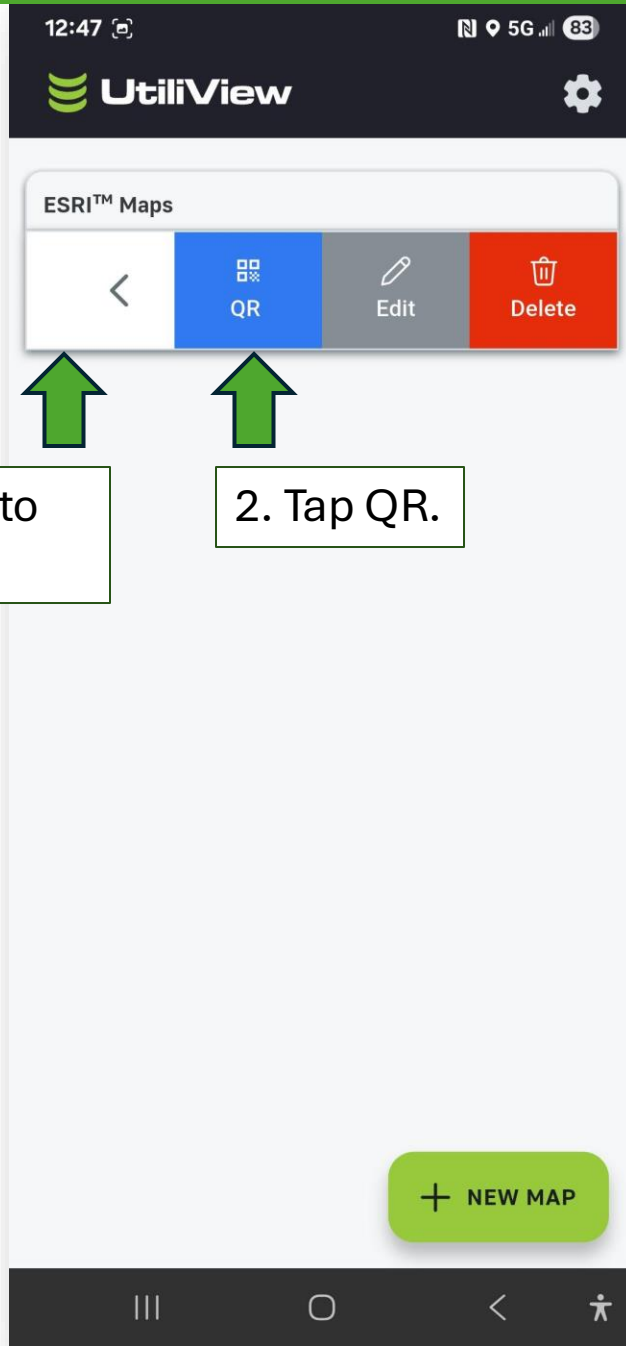 12:47 5G 83
UtiliView
ESRI™ Maps
QR Edit Delete
to
2. Tap QR.
+ NEW MAP